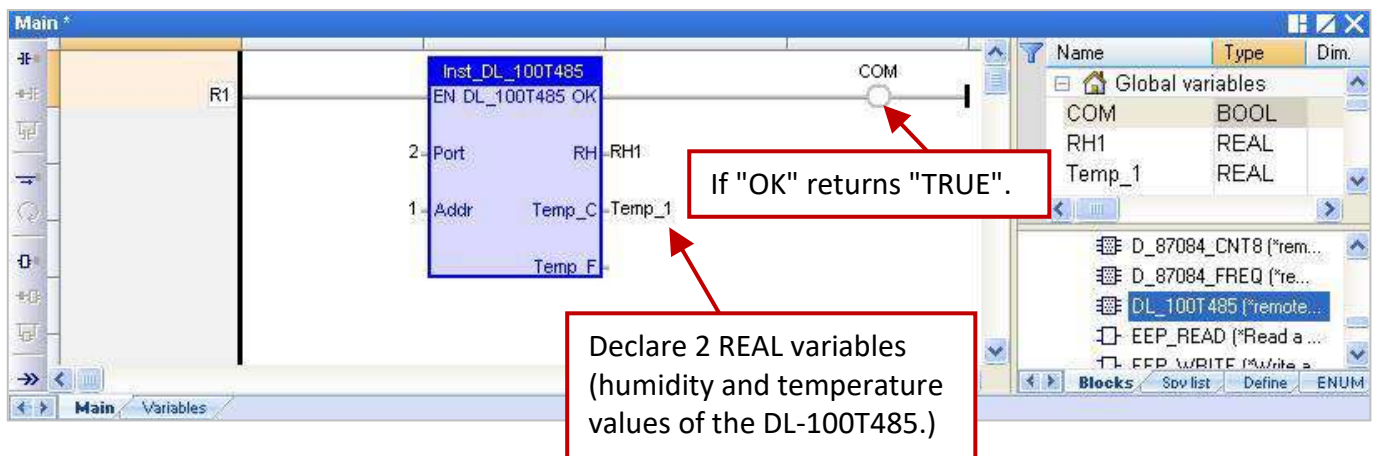 Main *
Inst_DL_100T485
EN DL_100T485 OK
COM
R1
2 Port RH RH1
1 Addr Temp_C Temp_1
Temp_F
If "OK" returns "TRUE".
Declare 2 REAL variables
(humidity and temperature
values of the DL-100T485.)
Name Type Dim.
Global variables
COM BOOL
RH1 REAL
Temp_1 REAL
D_87084_CNT8 (*rem...
D_87084_FREQ (*re...
DL_100T485 (*remote...
EEP_READ (*Read a ...
EEP_WRITE (*Write a
Blocks Spy list Define ENUM
Main Variables